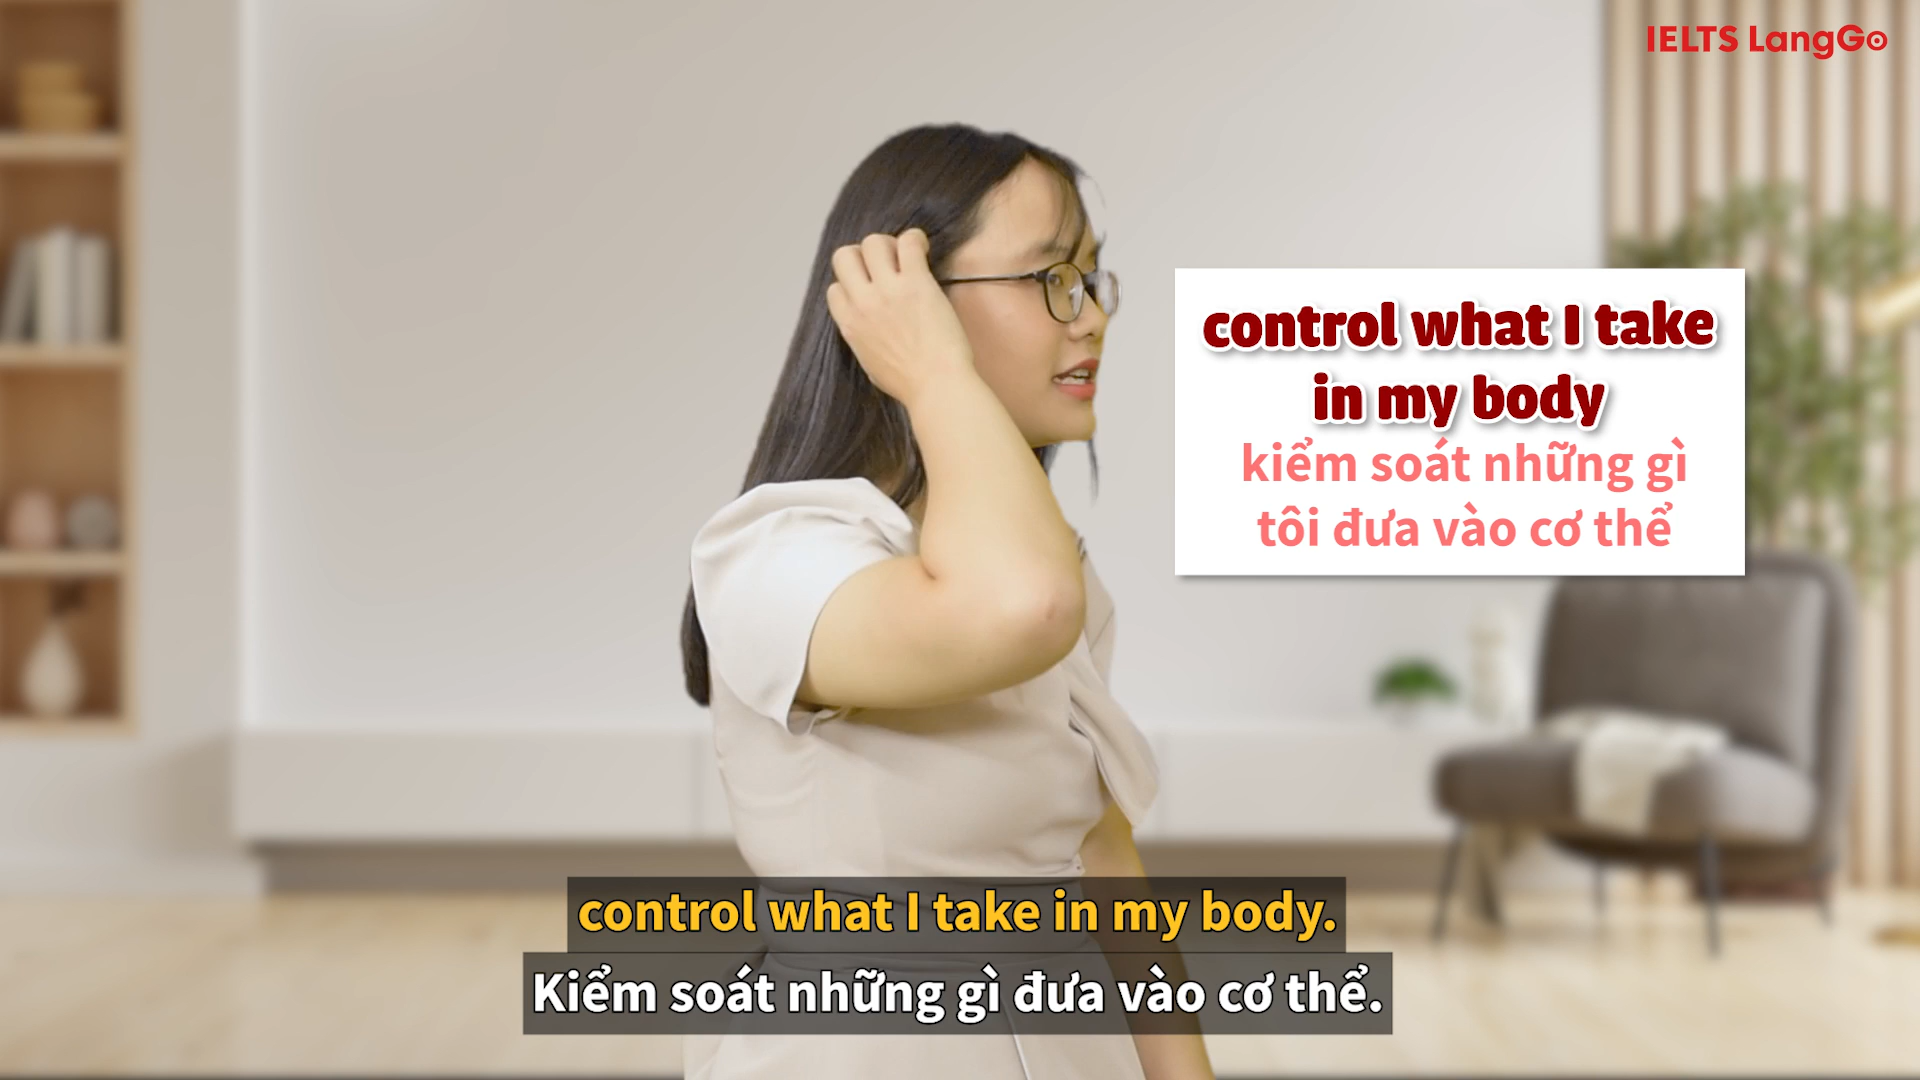 IELTS LangGo
control what I take
in my body
kiểm soát những gì
tôi đưa vào cơ thể
control what I take in my body.
Kiểm soát những gì đưa vào cơ thể.